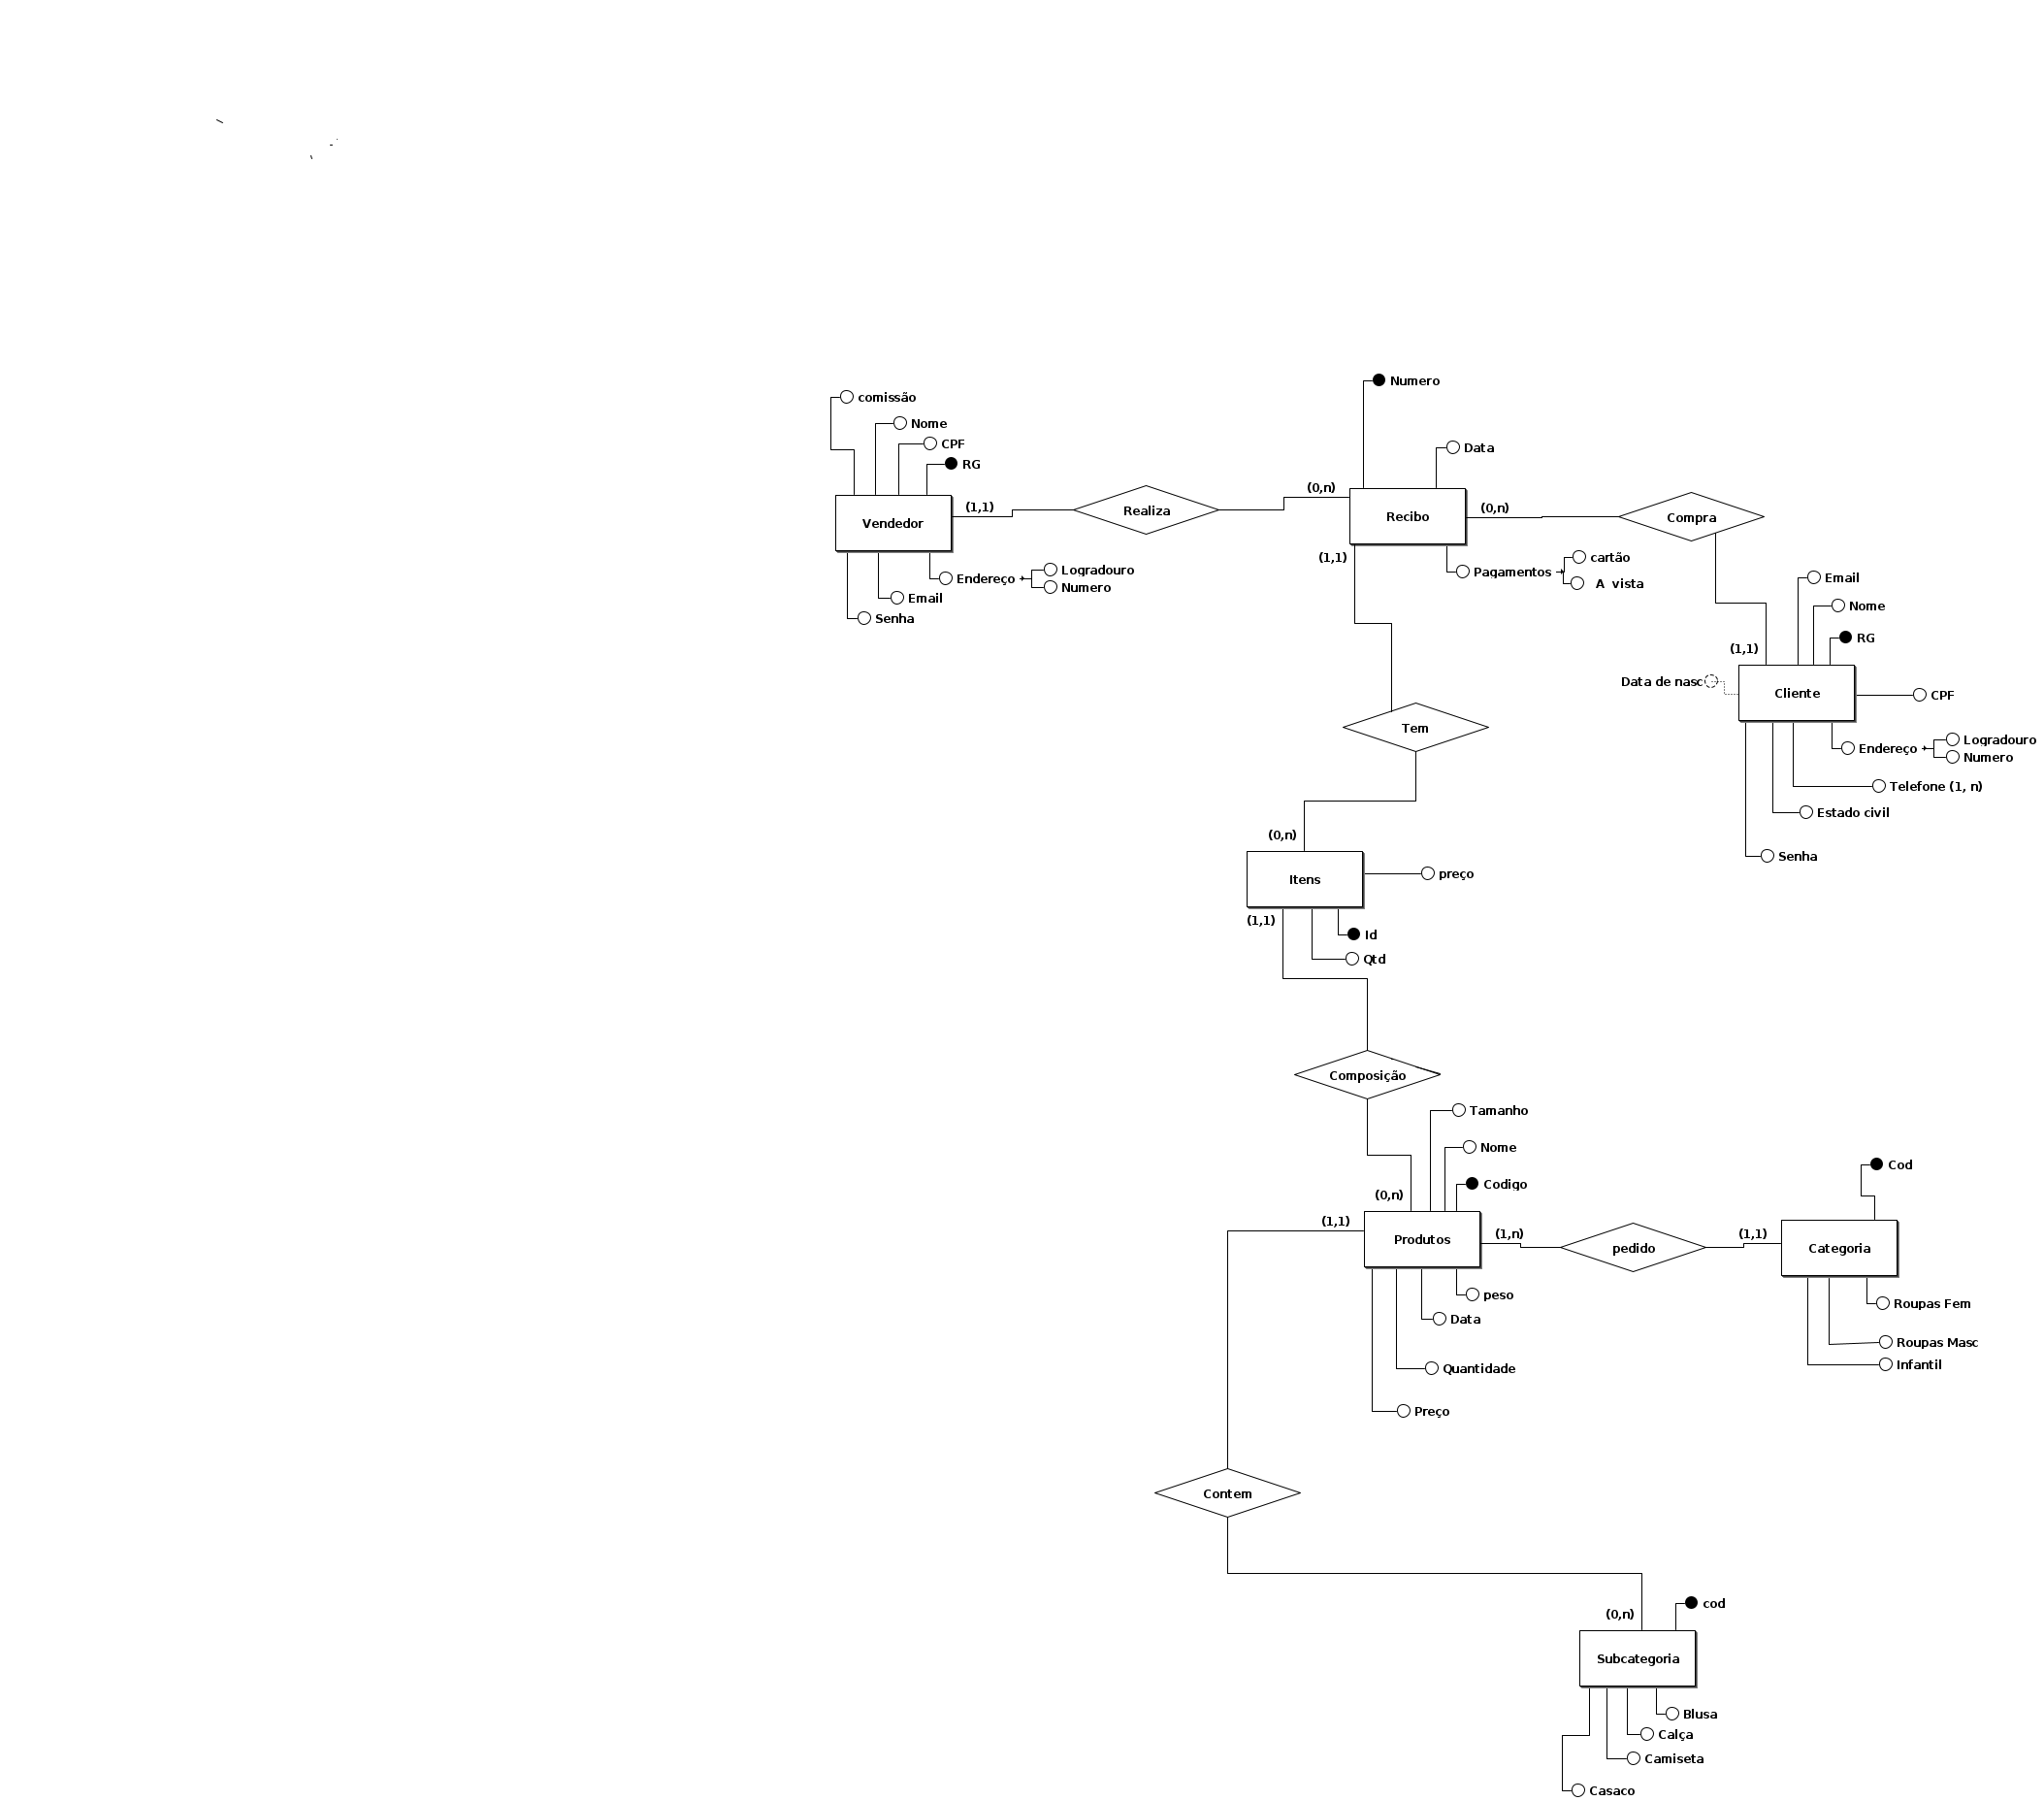 Numero
comissão
Nome
CPF
Data
RG
(0,n)
(1,1)
(0,n)
Realiza
Recibo
Compra
Vendedor
(1,1)
cartão
Logradouro
Pagamentos
Endereço
A vista
Email
Numero
Email
Nome
Senha
RG
(1,1)
Data de nasc
Cliente
CPF
Tem
Logradouro
Endereço
Numero
Telefone (1, n)
Estado civil
(0,n)
Senha
preço
Itens
(1,1)
Id
Qtd
Composição
Tamanho
Nome
Cod
Codigo
(0,n)
(1,1)
(1,n)
(1,1)
Produtos
pedido
Categoria
peso
Roupas Fem
Data
Roupas Masc
Infantil
Quantidade
Preço
Contem
cod
(0,n)
Subcategoria
Blusa
Calça
Camiseta
Casaco